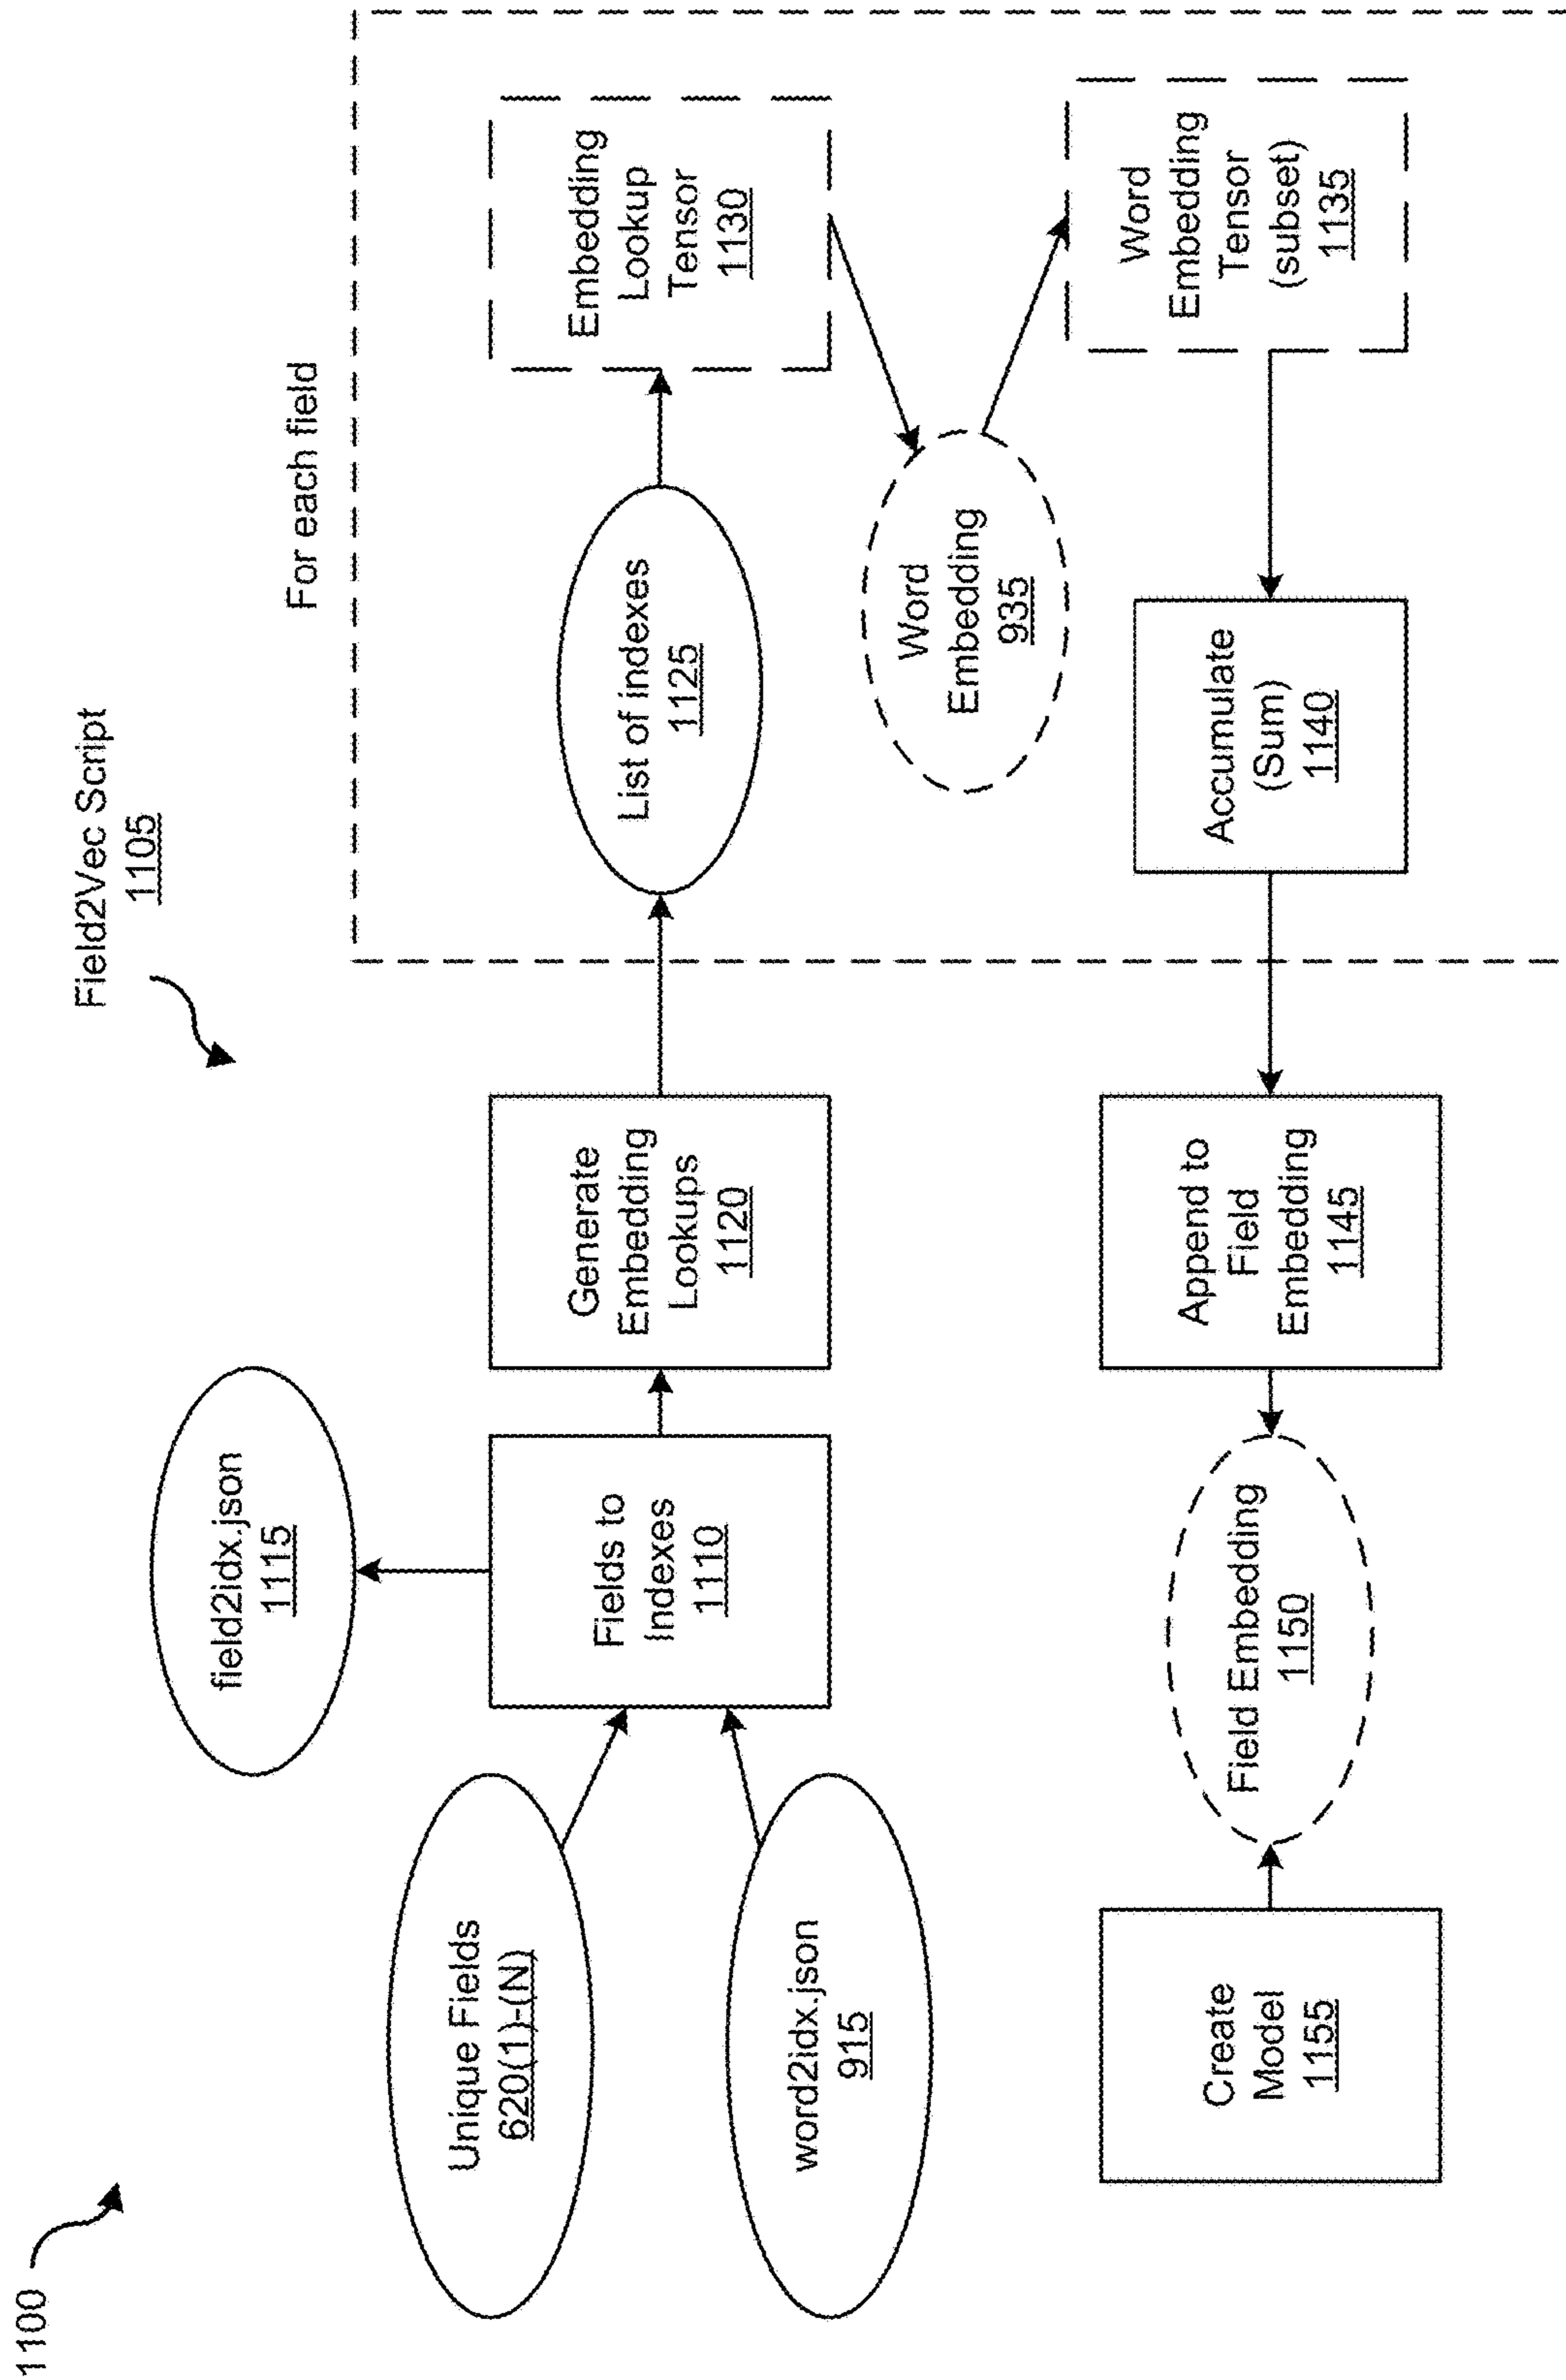 1100
Field2Vec Script
1105
For each field
field2idx.json
1115
Unique Fields
620(1)-(N)
word2idx.json
915
Fields to
Indexes
1110
Generate
Embedding
Lookups
1120
List of indexes
1125
Embedding
Lookup
Tensor
1130
Word
Embedding
935
Word
Embedding
Tensor
(subset)
1135
Accumulate
(Sum)
1140
Append to
Field
Embedding
1145
Field Embedding
1150
Create
Model
1155